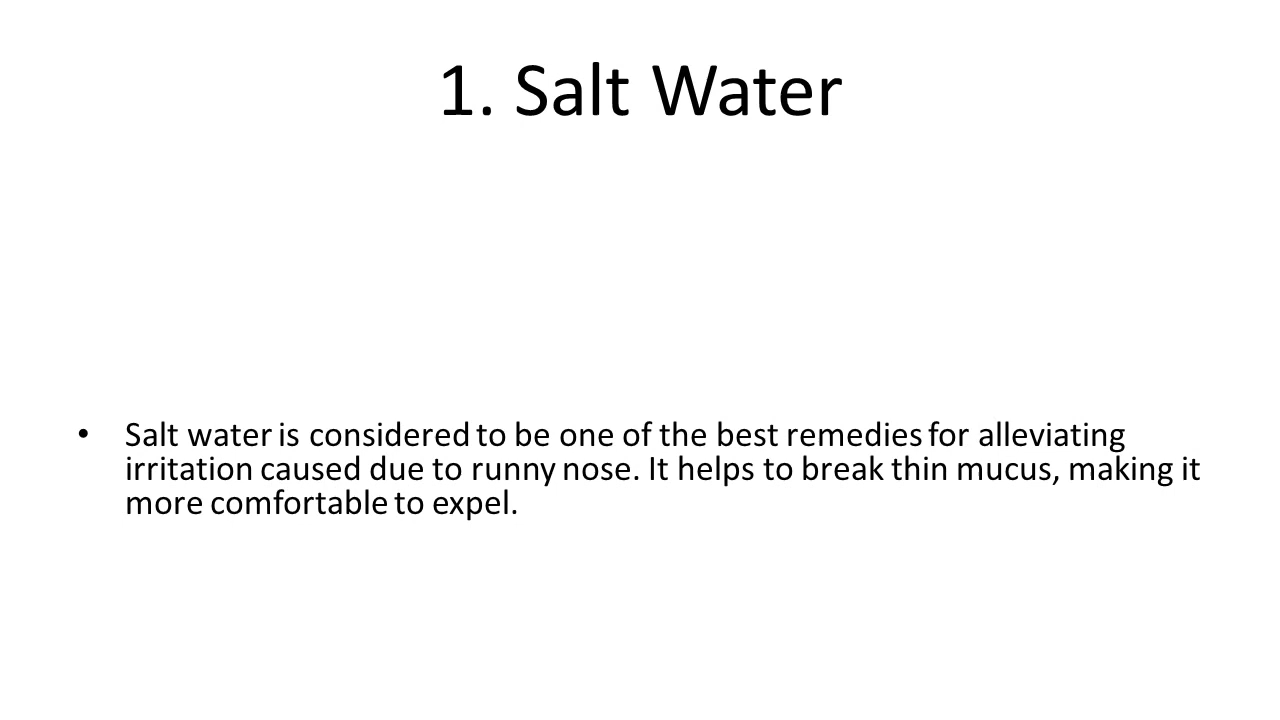 1. Salt Water
• Salt water is considered to be one of the best remedies for alleviating
irritation caused due to runny nose. It helps to break thin mucus, making it
more comfortable to expel.